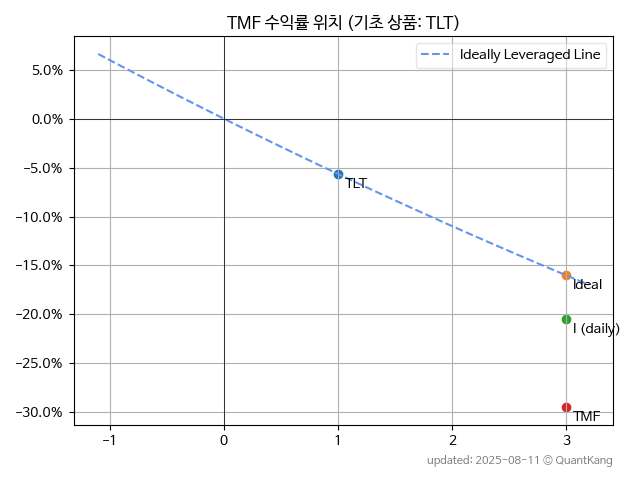 TMF 수익률 위치 (기초 상품: TLT)
Ideally Leveraged Line
5.0%
0.0%
−5.0%
−10.0%
−15.0%
−20.0%
−25.0%
−30.0%
TLT
Ideal
I (daily)
TMF
−1
0
1
2
3
updated: 2025-08-11 © QuantKang